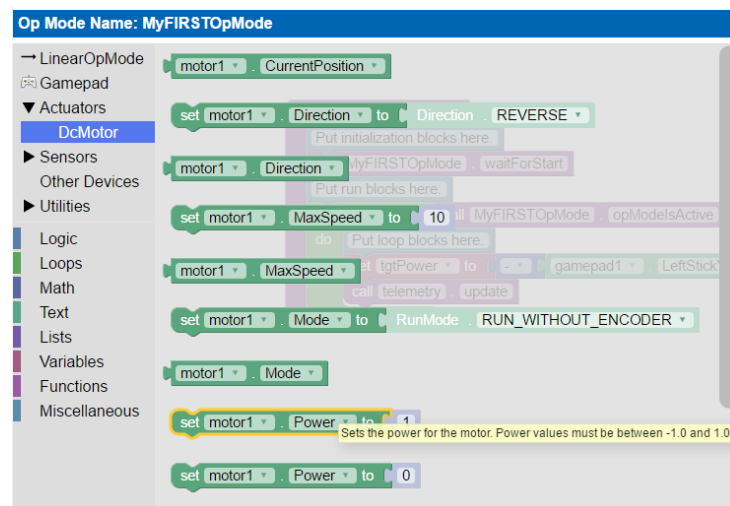 Op Mode Name: MyFIRSTOpMode
LinearOpMode
Gamepad
Actuators
DcMotor
Sensors
Other Devices
Utilities
Logic
Loops
Math
Text
Lists
Variables
Functions
Miscellaneous
motor1 . CurrentPosition
set motor1 . Direction to Direction . REVERSE
Put initialization blocks here.
motor1 . Direction
MyFIRSTOpMode . waitForStart
Put run blocks here.
set motor1 . MaxSpeed to 10
MyFIRSTOpMode . opModeIsActive
do Put loop blocks here.
motor1 . MaxSpeed
tgtPower to - gamepad1 . LeftStick
call telemetry . update
set motor1 . Mode to RunMode . RUN_WITHOUT_ENCODER
motor1 . Mode
set motor1 . Power to 1
Sets the power for the motor. Power values must be between -1.0 and 1.0
set motor1 . Power to 0